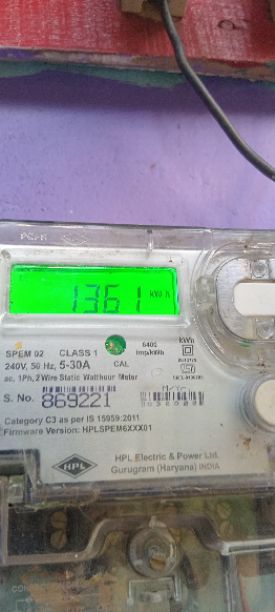 1361 kWh
6400 imp/kWh
kWh
SPEM 02 CLASS 1
240V, 50 Hz, 5-30A CAL
ac, 1Ph, 2 Wire Static Watthour Meter
S. No. 869221
Category C3 as per IS 15959:2011
Firmware Version: HPLSPEM6XXX01
HPL
HPL Electric & Power Ltd.
Gurugram (Haryana) INDIA